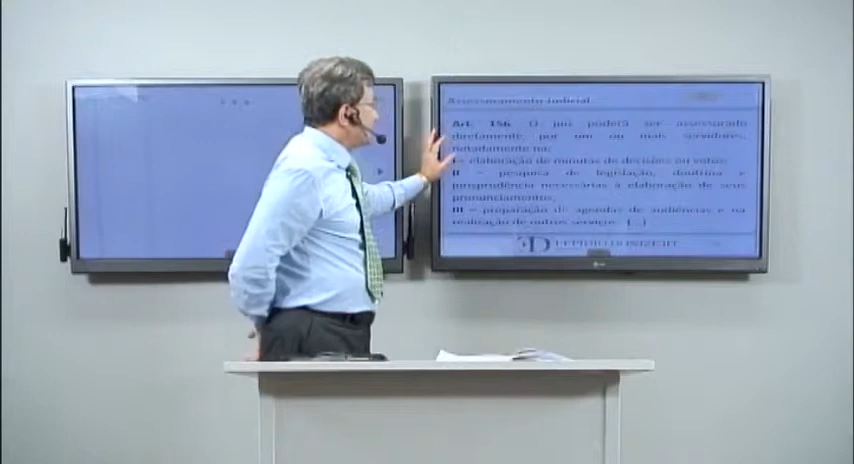 Assessoramento Judicial
Art. 156. O juiz poderá ser assessorado
diretamente por um ou mais servidores,
notadamente na:
I – elaboração de minutas de decisões ou votos;
II – pesquisa de legislação, doutrina e
jurisprudência necessárias à elaboração de seus
pronunciamentos;
III – preparação de agendas de audiências e na
realização de outros serviços. (...)